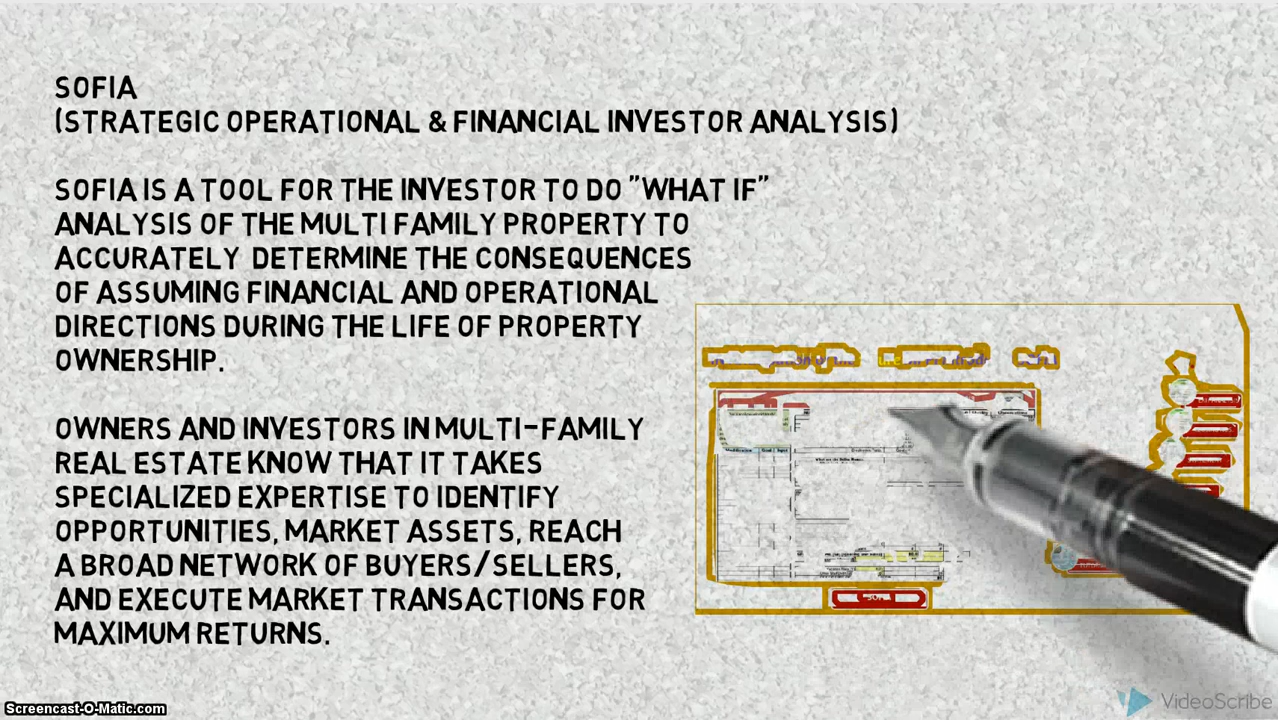 SOFIA
(STRATEGIC OPERATIONAL & FINANCIAL INVESTOR ANALYSIS)
SOFIA IS A TOOL FOR THE INVESTOR TO DO "WHAT IF"
ANALYSIS OF THE MULTI FAMILY PROPERTY TO
ACCURATELY DETERMINE THE CONSEQUENCES
OF ASSUMING FINANCIAL AND OPERATIONAL
DIRECTIONS DURING THE LIFE OF PROPERTY
OWNERSHIP.
OWNERS AND INVESTORS IN MULTI-FAMILY
REAL ESTATE KNOW THAT IT TAKES
SPECIALIZED EXPERTISE TO IDENTIFY
OPPORTUNITIES, MARKET ASSETS, REACH
A BROAD NETWORK OF BUYERS/SELLERS,
AND EXECUTE MARKET TRANSACTIONS FOR
MAXIMUM RETURNS.
SOFIA
Screencast-O-Matic.com
VideoScribe